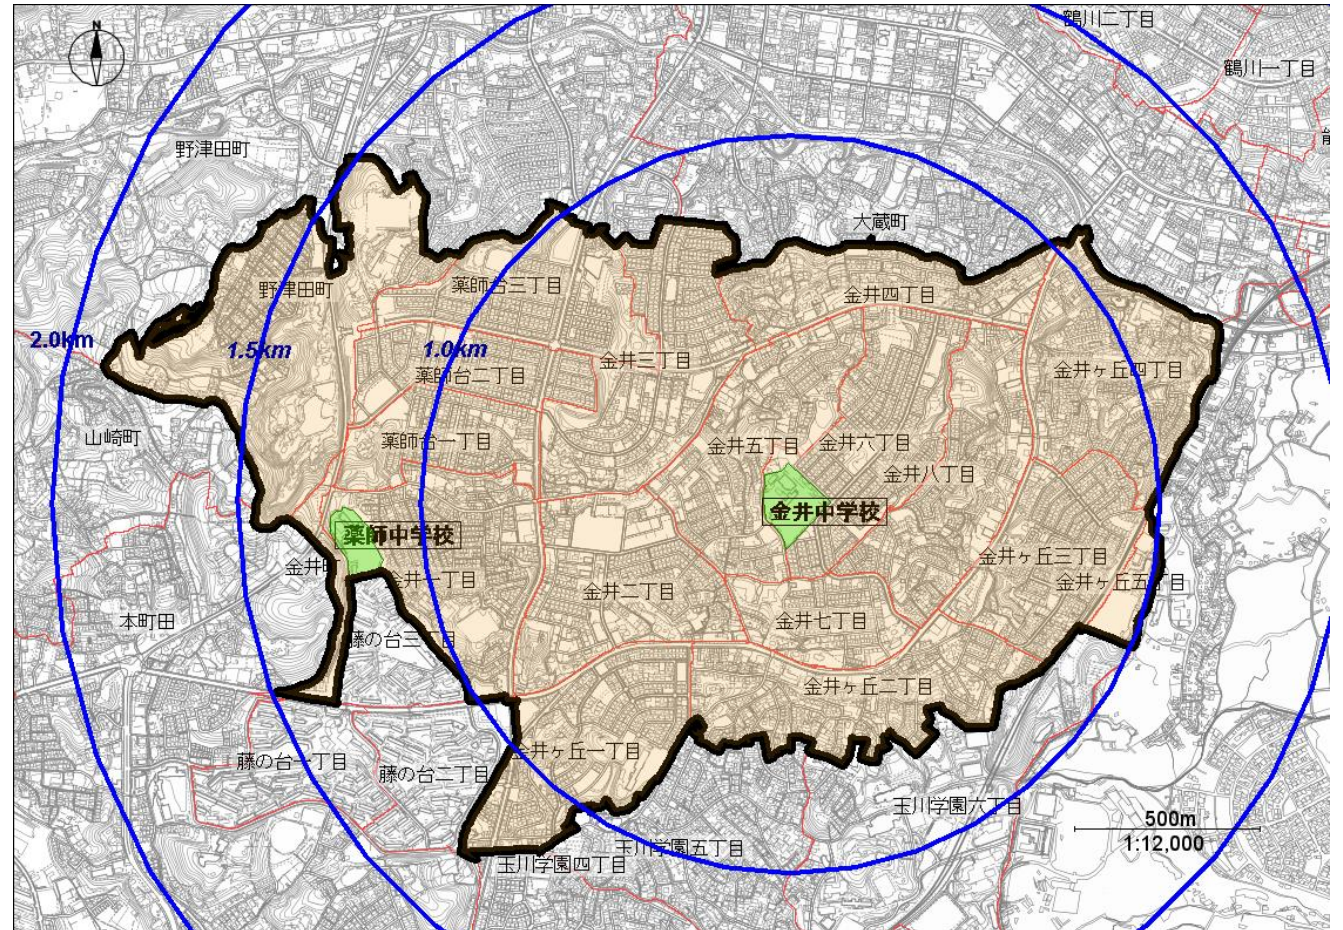 N
鶴川二丁目
鶴川一丁目
野津田町
大蔵町
野津田町
薬師台三丁目
金井四丁目
2.0km
1.5km
1.0km
金井三丁目
金井ヶ丘四丁目
薬師台二丁目
山崎町
薬師台一丁目
金井五丁目
金井六丁目
金井八丁目
金井中学校
薬師中学校
金井町
金井一丁目
金井二丁目
金井ヶ丘三丁目
金井ヶ丘五丁目
本町田
藤の台三丁目
金井七丁目
金井ヶ丘二丁目
藤の台一丁目
藤の台二丁目
金井ヶ丘一丁目
玉川学園六丁目
500m
1:12,000
玉川学園五丁目
玉川学園四丁目